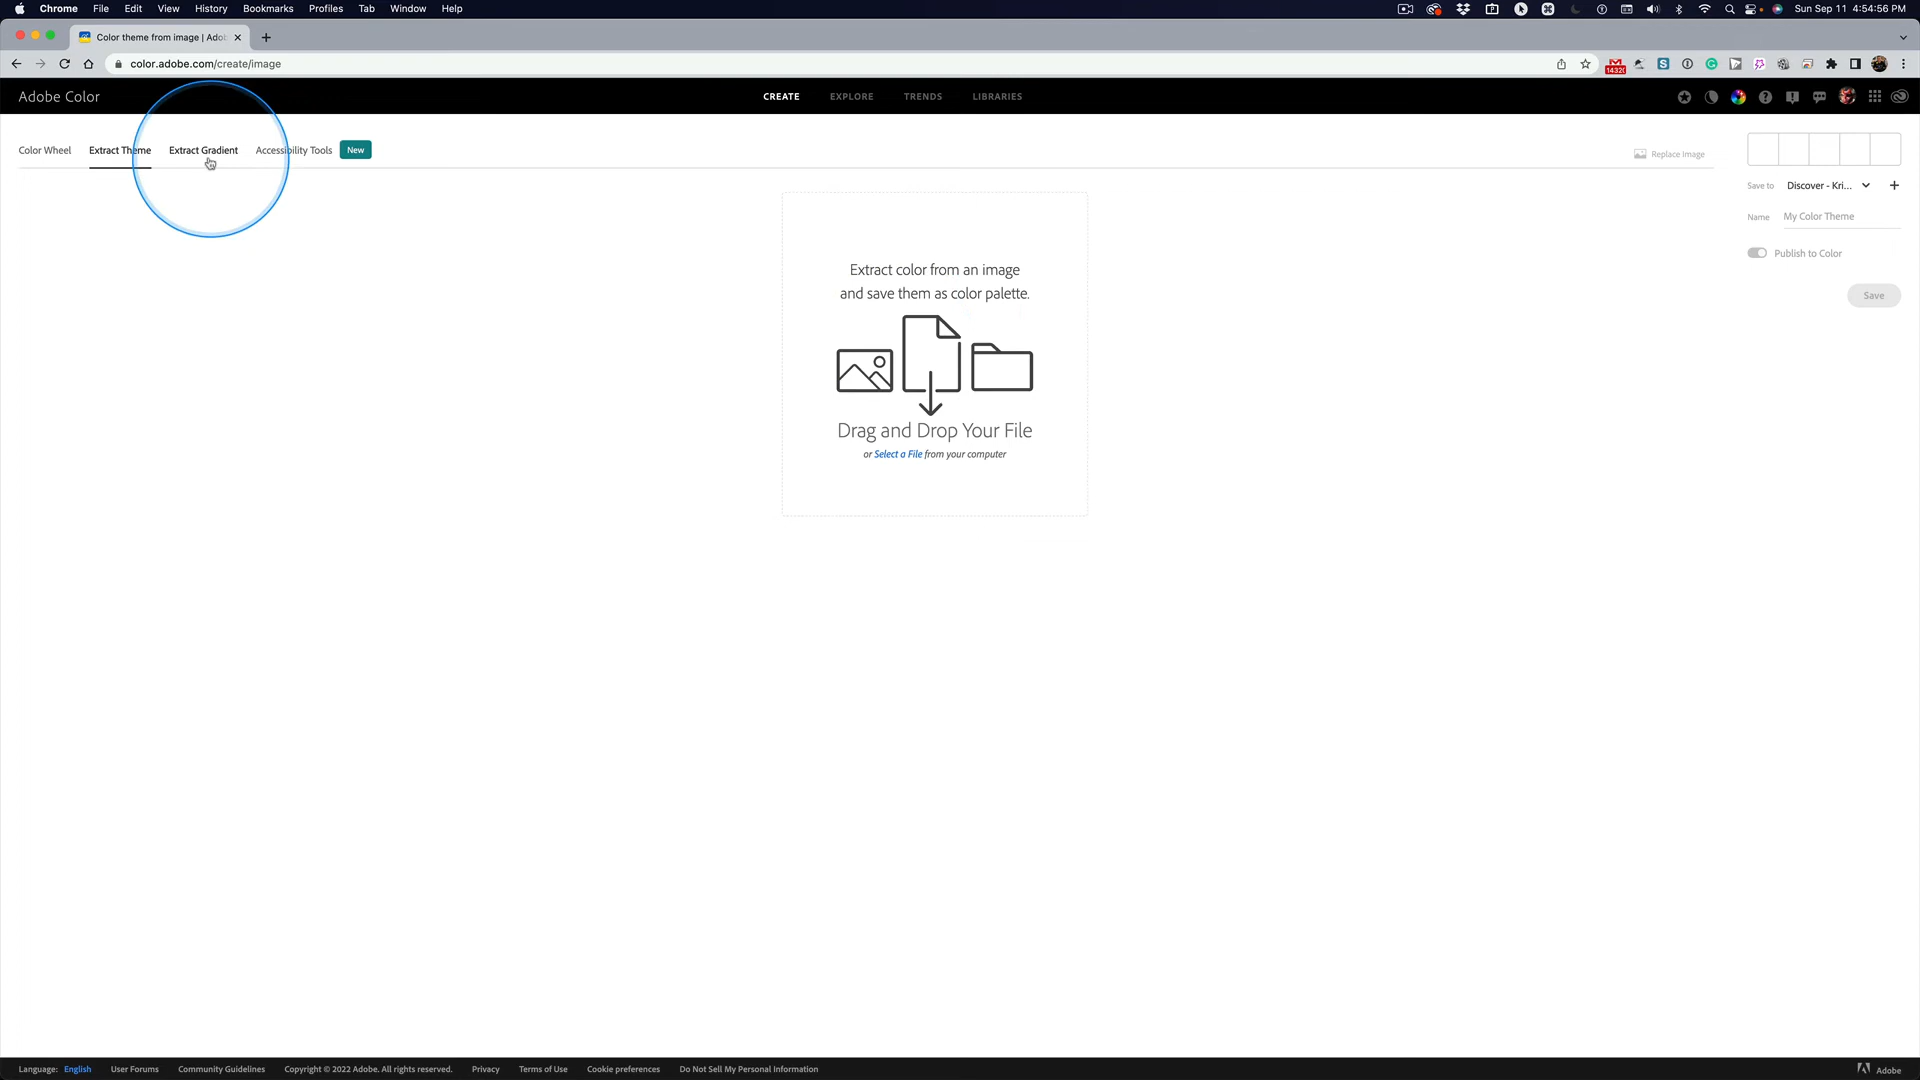 Chrome File Edit View History Bookmarks Profiles Tab Window Help
Sun Sep 11 4:54:56 PM
Color theme from image | Ado
color.adobe.com/create/image
Adobe Color
CREATE EXPLORE TRENDS LIBRARIES
Color Wheel Extract Theme Extract Gradient Accessibility Tools New
Replace Image
Save to Discover - Kri...
Name My Color Theme
Publish to Color
Save
Extract color from an image
and save them as color palette.
Drag and Drop Your File
or Select a File from your computer
Language: English User Forums Community Guidelines Copyright © 2022 Adobe. All rights reserved. Privacy Terms of Use Cookie preferences Do Not Sell My Personal Information Adobe